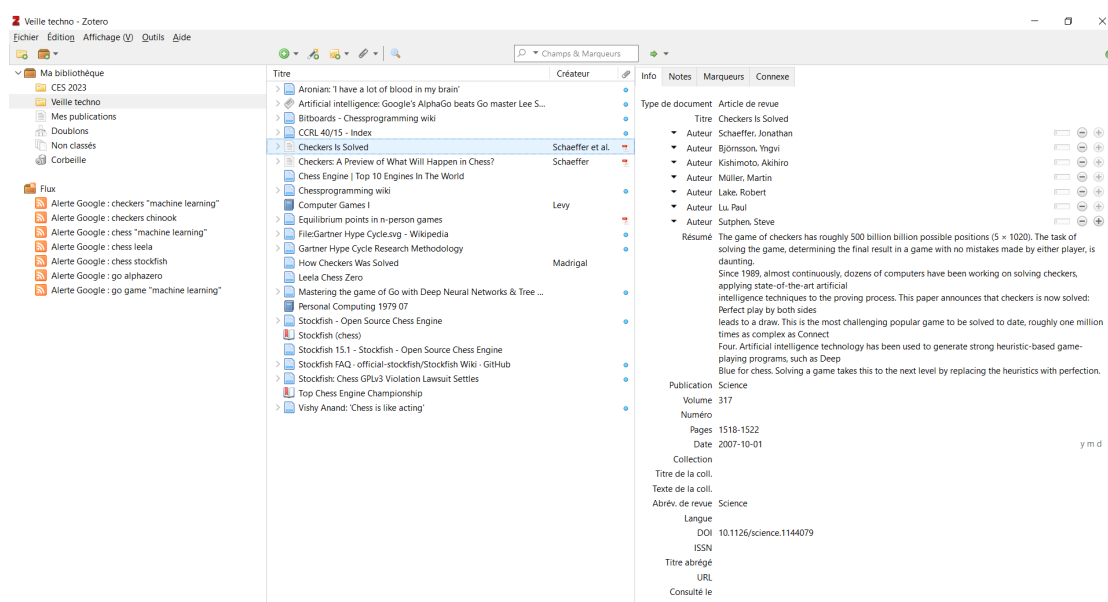 Veille techno - Zotero
Fichier Édition Affichage (V) Outils Aide
Champs & Marqueurs
Ma bibliothèque
CES 2023
Veille techno
Mes publications
Doublons
Non classés
Corbeille
Flux
Alerte Google : checkers "machine learning"
Alerte Google : checkers chinook
Alerte Google : chess "machine learning"
Alerte Google : chess leela
Alerte Google : chess stockfish
Alerte Google : go alphazero
Alerte Google : go game "machine learning"
Titre Créateur
Aronian: 'I have a lot of blood in my brain'
Artificial intelligence: Google's AlphaGo beats Go master Lee S...
Bitboards - Chessprogramming wiki
CCRL 40/15 - Index
Checkers Is Solved Schaeffer et al.
Checkers: A Preview of What Will Happen in Chess? Schaeffer
Chess Engine | Top 10 Engines In The World
Chessprogramming wiki
Computer Games I Levy
Equilibrium points in n-person games
File:Gartner Hype Cycle.svg - Wikipedia
Gartner Hype Cycle Research Methodology
How Checkers Was Solved Madrigal
Leela Chess Zero
Mastering the game of Go with Deep Neural Networks & Tree ...
Personal Computing 1979 07
Stockfish - Open Source Chess Engine
Stockfish (chess)
Stockfish 15.1 - Stockfish - Open Source Chess Engine
Stockfish FAQ · official-stockfish/Stockfish Wiki · GitHub
Stockfish: Chess GPLv3 Violation Lawsuit Settles
Top Chess Engine Championship
Vishy Anand: 'Chess is like acting'
Info Notes Marqueurs Connexe
Type de document Article de revue
Titre Checkers Is Solved
Auteur Schaeffer, Jonathan
Auteur Björnsson, Yngvi
Auteur Kishimoto, Akihiro
Auteur Müller, Martin
Auteur Lake, Robert
Auteur Lu, Paul
Auteur Sutphen, Steve
Résumé The game of checkers has roughly 500 billion billion possible positions (5 × 1020). The task of
solving the game, determining the final result in a game with no mistakes made by either player, is
daunting.
Since 1989, almost continuously, dozens of computers have been working on solving checkers,
applying state-of-the-art artificial
intelligence techniques to the proving process. This paper announces that checkers is now solved:
Perfect play by both sides
leads to a draw. This is the most challenging popular game to be solved to date, roughly one million
times as complex as Connect
Four. Artificial intelligence technology has been used to generate strong heuristic-based game-
playing programs, such as Deep
Blue for chess. Solving a game takes this to the next level by replacing the heuristics with perfection.
Publication Science
Volume 317
Numéro
Pages 1518-1522
Date 2007-10-01 y m d
Collection
Titre de la coll.
Texte de la coll.
Abrév. de revue Science
Langue
DOI 10.1126/science.1144079
ISSN
Titre abrégé
URL
Consulté le